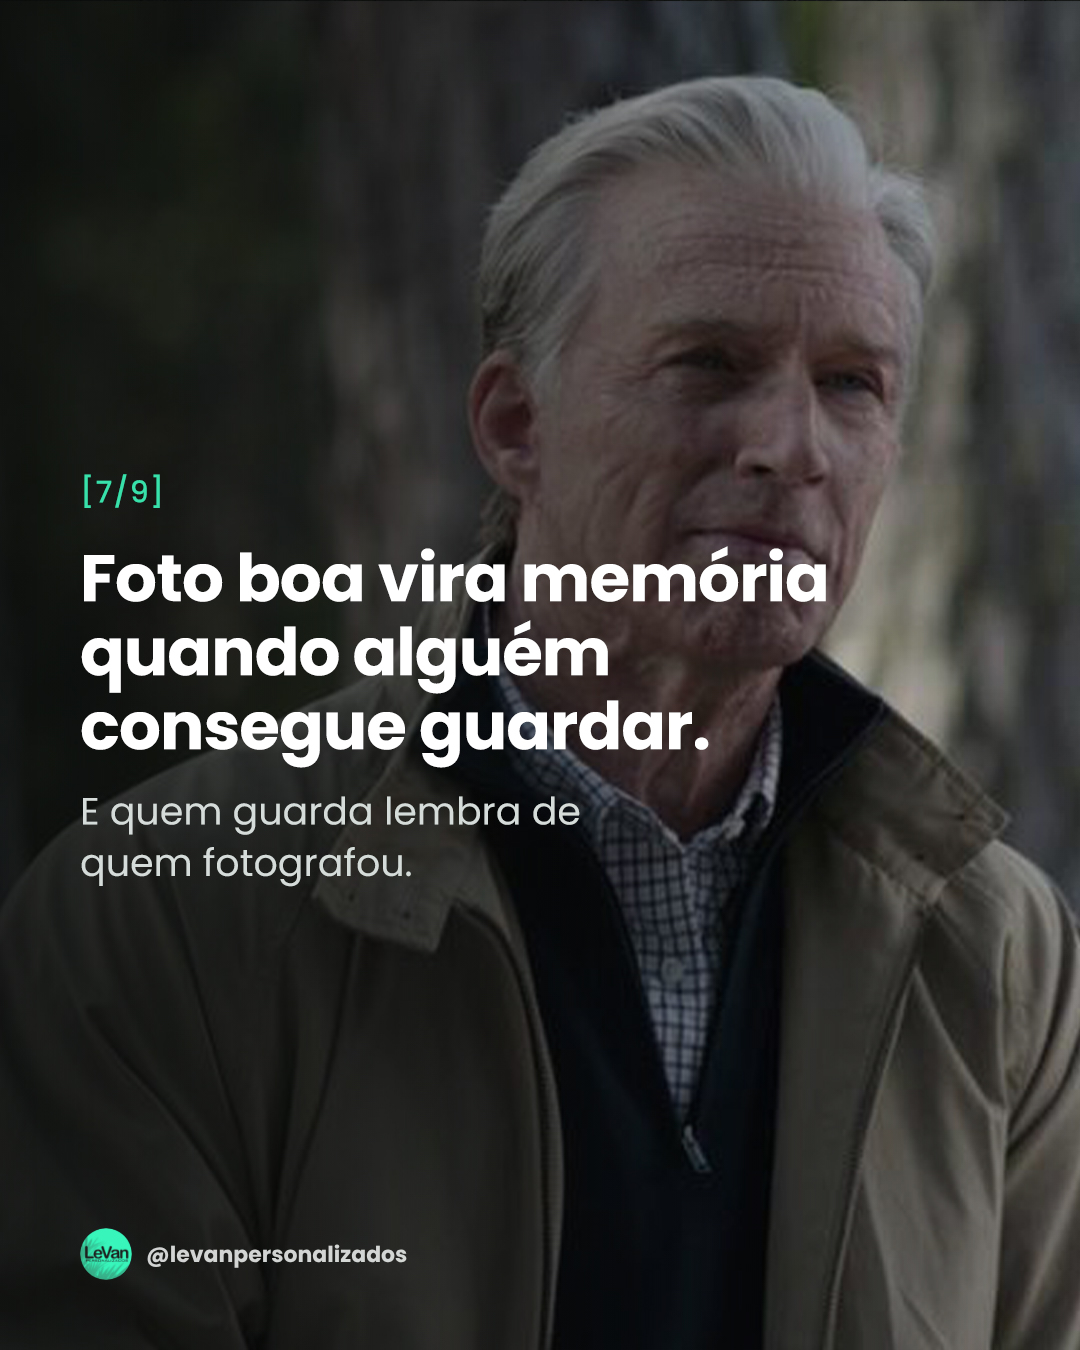 [7/9]
Foto boa vira memória
quando alguém
consegue guardar.
E quem guarda lembra de
quem fotografou.
LeVan
@levanpersonalizados